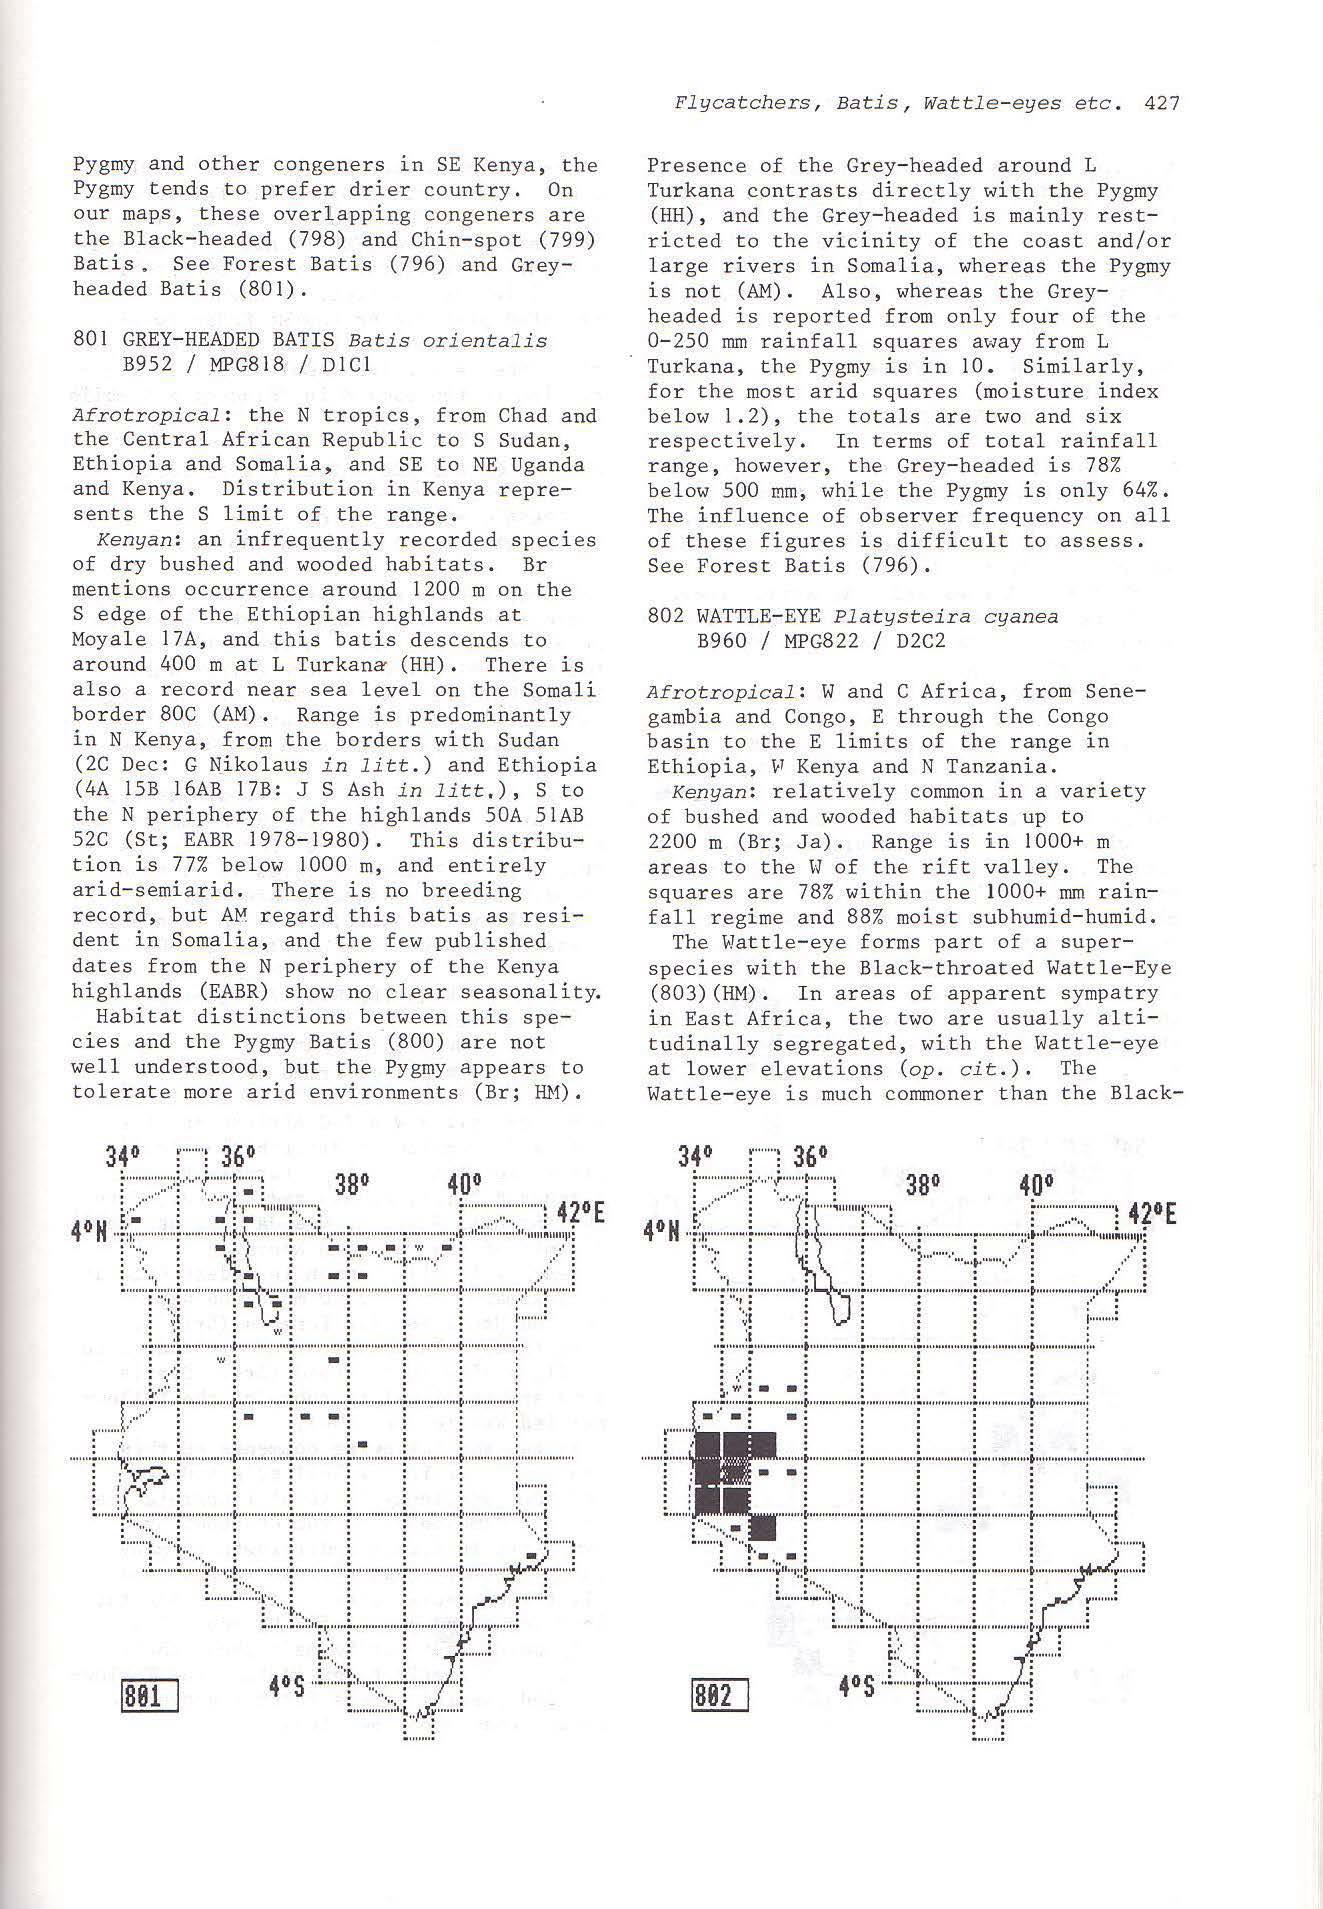 Flycatchers, Batis, Wattle-eyes etc. 427
Pygmy and other congeners in SE Kenya, the
Pygmy tends to prefer drier country. On
our maps, these overlapping congeners are
the Black-headed (798) and Chin-spot (799)
Batis. See Forest Batis (796) and Grey-
headed Batis (801).
801 GREY-HEADED BATIS Batis orientalis
B952 / MPG818 / D1C1
Afrotropical: the N tropics, from Chad and
the Central African Republic to S Sudan,
Ethiopia and Somalia, and SE to NE Uganda
and Kenya. Distribution in Kenya repre-
sents the S limit of the range.
Kenyan: an infrequently recorded species
of dry bushed and wooded habitats. Br
mentions occurrence around 1200 m on the
S edge of the Ethiopian highlands at
Moyale 17A, and this batis descends to
around 400 m at L Turkana (HH). There is
also a record near sea level on the Somali
border 80C (AM). Range is predominantly
in N Kenya, from the borders with Sudan
(2C Dec: G Nikolaus in litt.) and Ethiopia
(4A 15B 16AB 17B: J S Ash in litt.), S to
the N periphery of the highlands 50A 51AB
52C (St; EABR 1978-1980). This distribu-
tion is 77% below 1000 m, and entirely
arid-semiarid. There is no breeding
record, but AM regard this batis as resi-
dent in Somalia, and the few published
dates from the N periphery of the Kenya
highlands (EABR) show no clear seasonality.
Habitat distinctions between this spe-
cies and the Pygmy Batis (800) are not
well understood, but the Pygmy appears to
tolerate more arid environments (Br; HM).
Presence of the Grey-headed around L
Turkana contrasts directly with the Pygmy
(HH), and the Grey-headed is mainly rest-
ricted to the vicinity of the coast and/or
large rivers in Somalia, whereas the Pygmy
is not (AM). Also, whereas the Grey-
headed is reported from only four of the
0-250 mm rainfall squares away from L
Turkana, the Pygmy is in 10. Similarly,
for the most arid squares (moisture index
below 1.2), the totals are two and six
respectively. In terms of total rainfall
range, however, the Grey-headed is 78%
below 500 mm, while the Pygmy is only 64%.
The influence of observer frequency on all
of these figures is difficult to assess.
See Forest Batis (796).
802 WATTLE-EYE Platysteira cyanea
B960 / MPG822 / D2C2
Afrotropical: W and C Africa, from Sene-
gambia and Congo, E through the Congo
basin to the E limits of the range in
Ethiopia, W Kenya and N Tanzania.
Kenyan: relatively common in a variety
of bushed and wooded habitats up to
2200 m (Br; Ja). Range is in 1000+ m
areas to the W of the rift valley. The
squares are 78% within the 1000+ mm rain-
fall regime and 88% moist subhumid-humid.
The Wattle-eye forms part of a super-
species with the Black-throated Wattle-Eye
(803)(HM). In areas of apparent sympatry
in East Africa, the two are usually alti-
tudinally segregated, with the Wattle-eye
at lower elevations (op. cit.). The
Wattle-eye is much commoner than the Black-
34° 36°
38° 40°
42°E
4°N
4°S
801
34° 36°
38° 40°
42°E
4°N
4°S
802